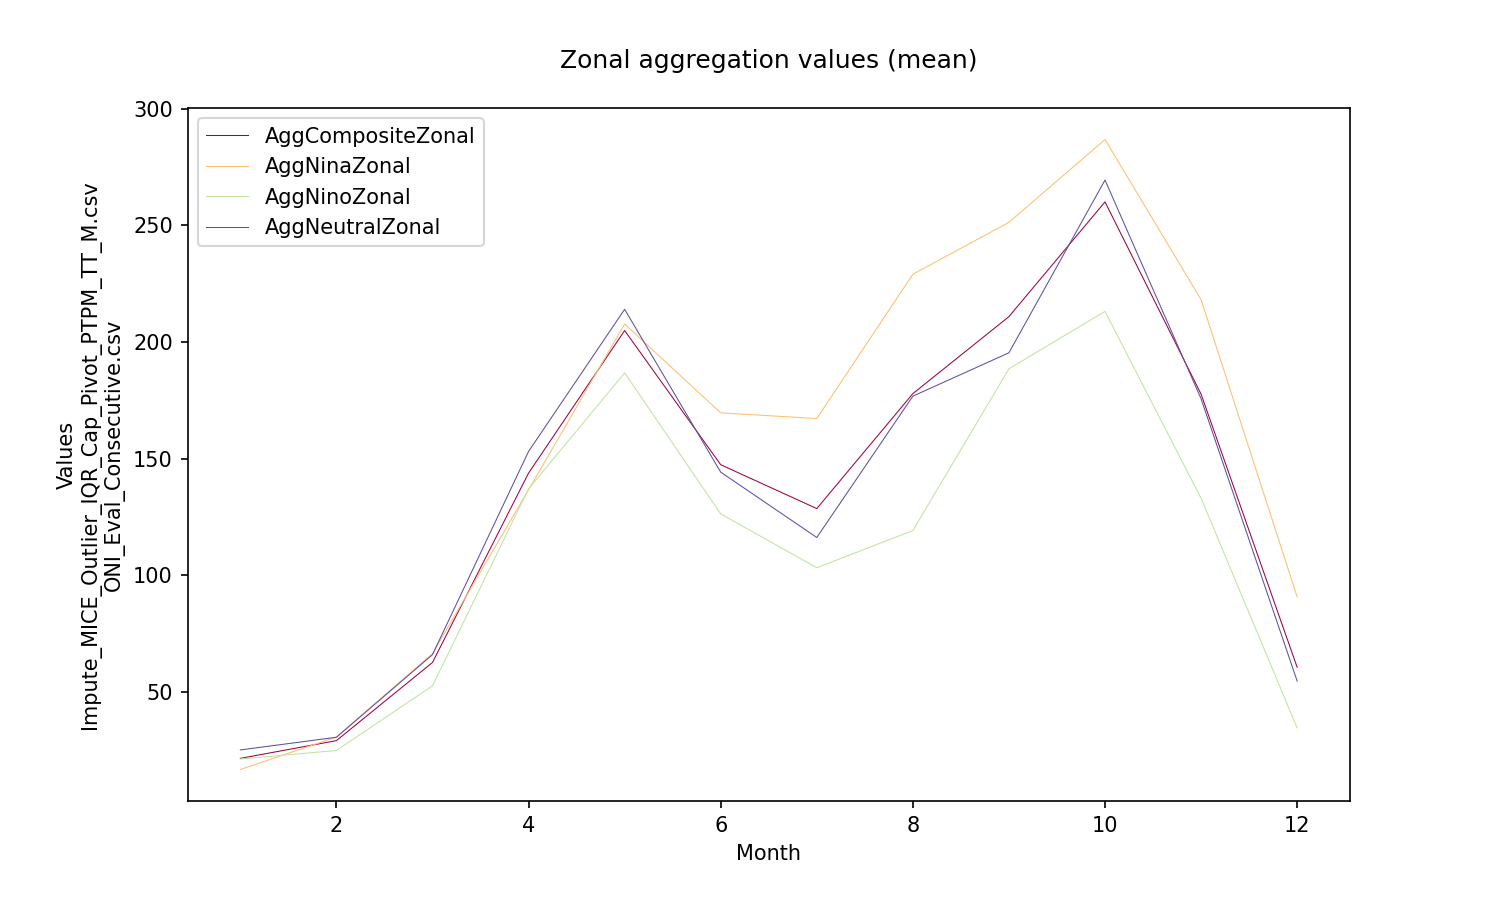 Zonal aggregation values (mean)
300
250
200
150
100
50
AggCompositeZonal
AggNinaZonal
AggNinoZonal
AggNeutralZonal
Values
Impute_MICE_Outlier_IQR_Cap_Pivot_PTPM_TT_M.csv
ONI_Eval_Consecutive.csv
2 4 6 8 10 12
Month